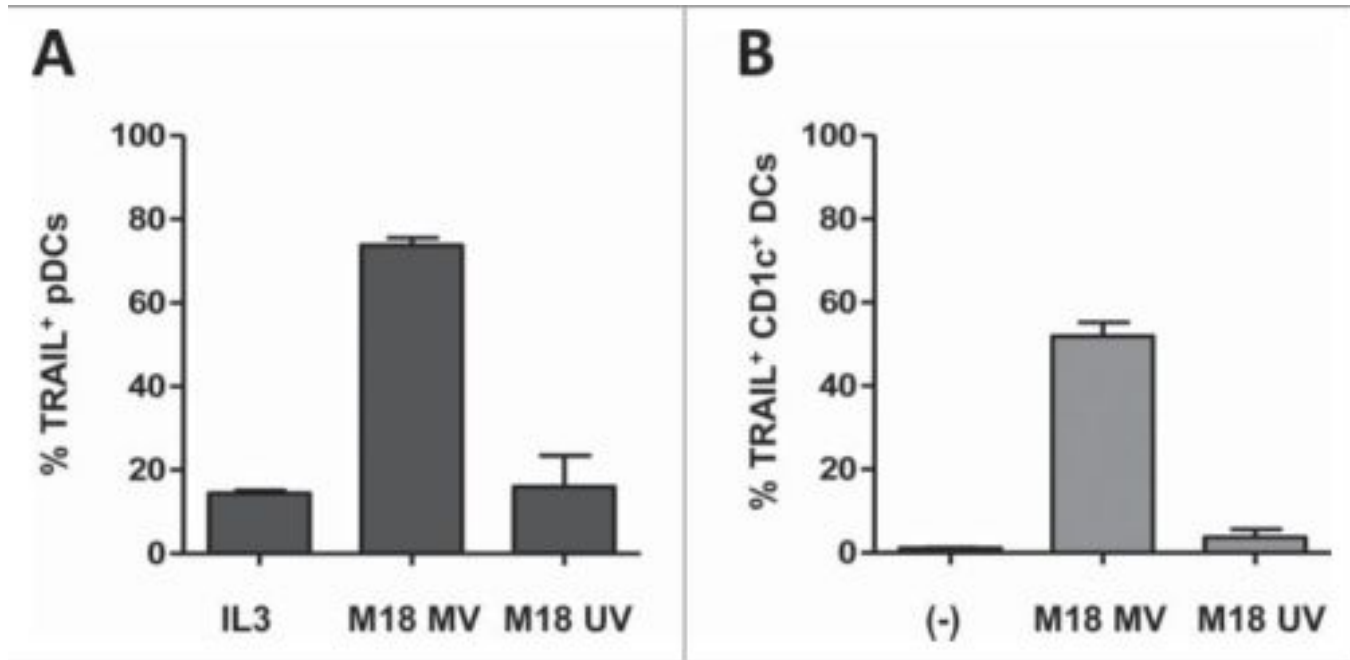 A
% TRAIL⁺ pDCs
100
80
60
40
20
0
IL3 M18 MV M18 UV
B
% TRAIL⁺ CD1c⁺ DCs
100
80
60
40
20
0
(-) M18 MV M18 UV